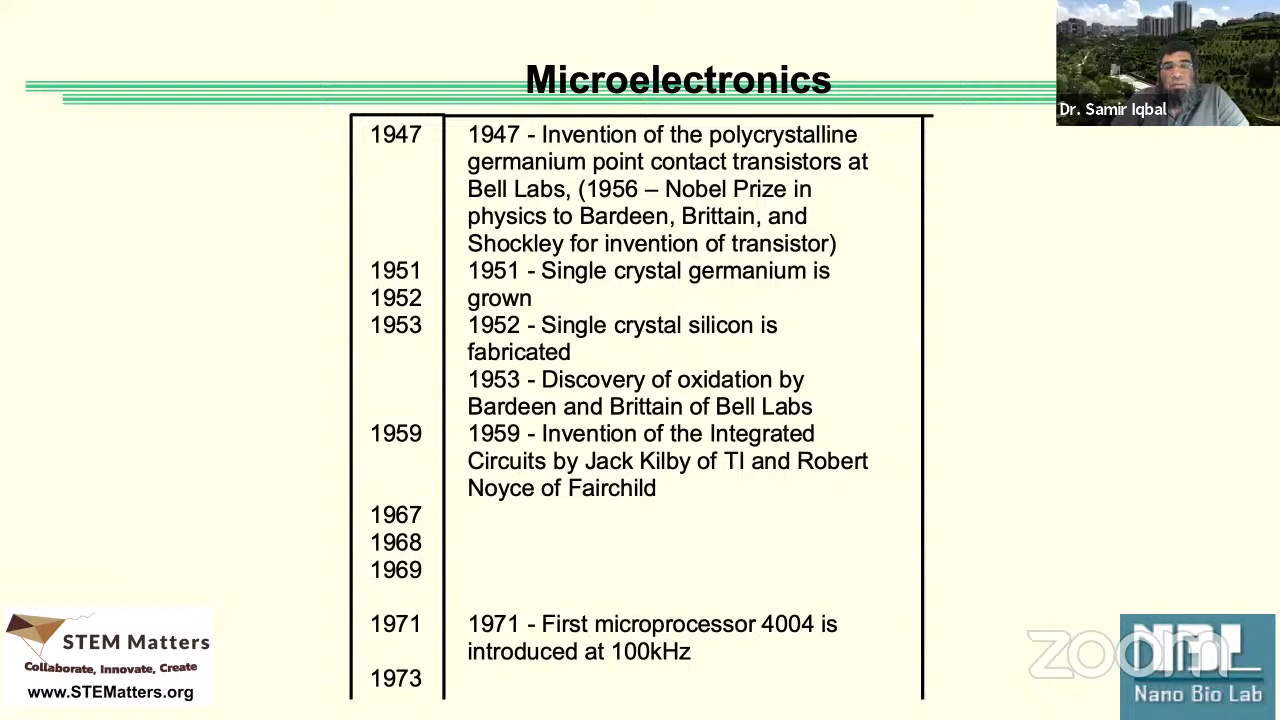 Microelectronics
Dr. Samir Iqbal
1947
1947 - Invention of the polycrystalline
germanium point contact transistors at
Bell Labs, (1956 – Nobel Prize in
physics to Bardeen, Brittain, and
Shockley for invention of transistor)
1951
1951 - Single crystal germanium is
1952
grown
1953
1952 - Single crystal silicon is
fabricated
1953 - Discovery of oxidation by
Bardeen and Brittain of Bell Labs
1959
1959 - Invention of the Integrated
Circuits by Jack Kilby of TI and Robert
Noyce of Fairchild
1967
1968
1969
1971
1971 - First microprocessor 4004 is
introduced at 100kHz
1973
STEM Matters
Collaborate, Innovate, Create
www.STEMatters.org
zoom
NBL
Nano Bio Lab